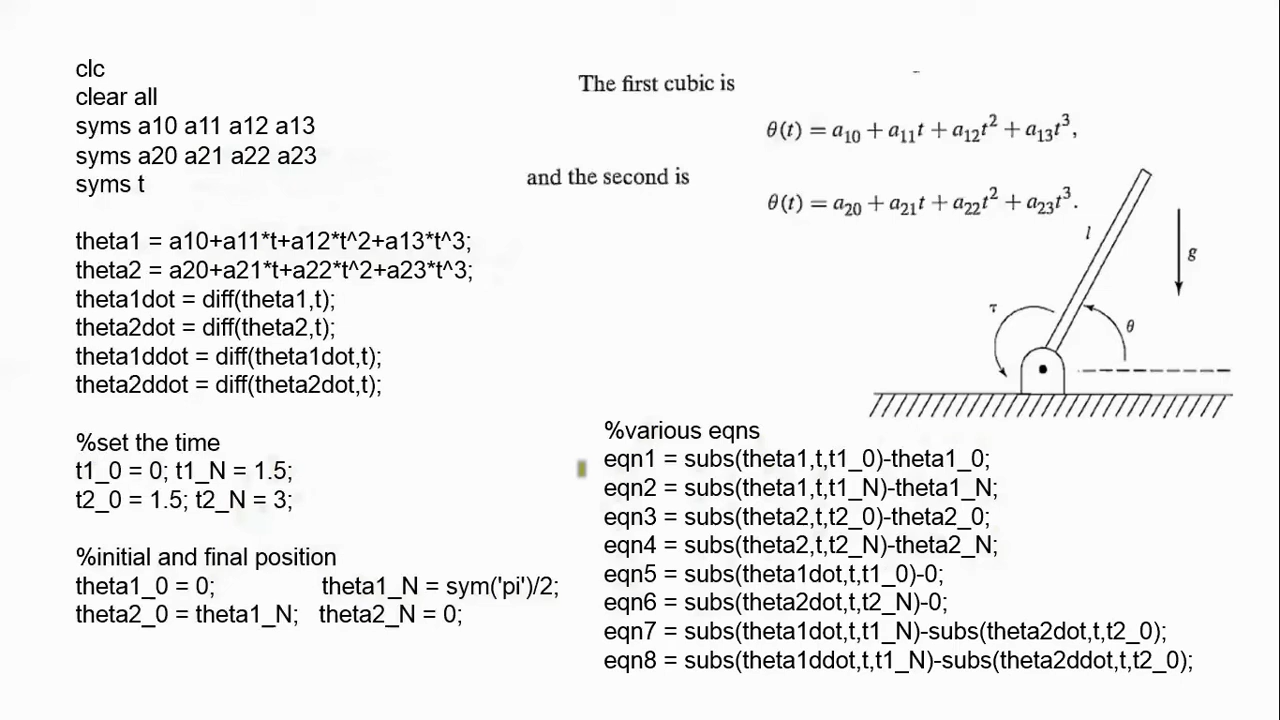 clc
clear all
syms a10 a11 a12 a13
syms a20 a21 a22 a23
syms t
theta1 = a10+a11*t+a12*t^2+a13*t^3;
theta2 = a20+a21*t+a22*t^2+a23*t^3;
theta1dot = diff(theta1,t);
theta2dot = diff(theta2,t);
theta1ddot = diff(theta1dot,t);
theta2ddot = diff(theta2dot,t);
%set the time
t1_0 = 0; t1_N = 1.5;
t2_0 = 1.5; t2_N = 3;
%initial and final position
theta1_0 = 0; theta1_N = sym('pi')/2;
theta2_0 = theta1_N; theta2_N = 0;
The first cubic is
θ(t) = a₁₀ + a₁₁t + a₁₂t² + a₁₃t³,
and the second is
θ(t) = a₂₀ + a₂₁t + a₂₂t² + a₂₃t³.
l
g
τ
θ
%various eqns
eqn1 = subs(theta1,t,t1_0)-theta1_0;
eqn2 = subs(theta1,t,t1_N)-theta1_N;
eqn3 = subs(theta2,t,t2_0)-theta2_0;
eqn4 = subs(theta2,t,t2_N)-theta2_N;
eqn5 = subs(theta1dot,t,t1_0)-0;
eqn6 = subs(theta2dot,t,t2_N)-0;
eqn7 = subs(theta1dot,t,t1_N)-subs(theta2dot,t,t2_0);
eqn8 = subs(theta1ddot,t,t1_N)-subs(theta2ddot,t,t2_0);